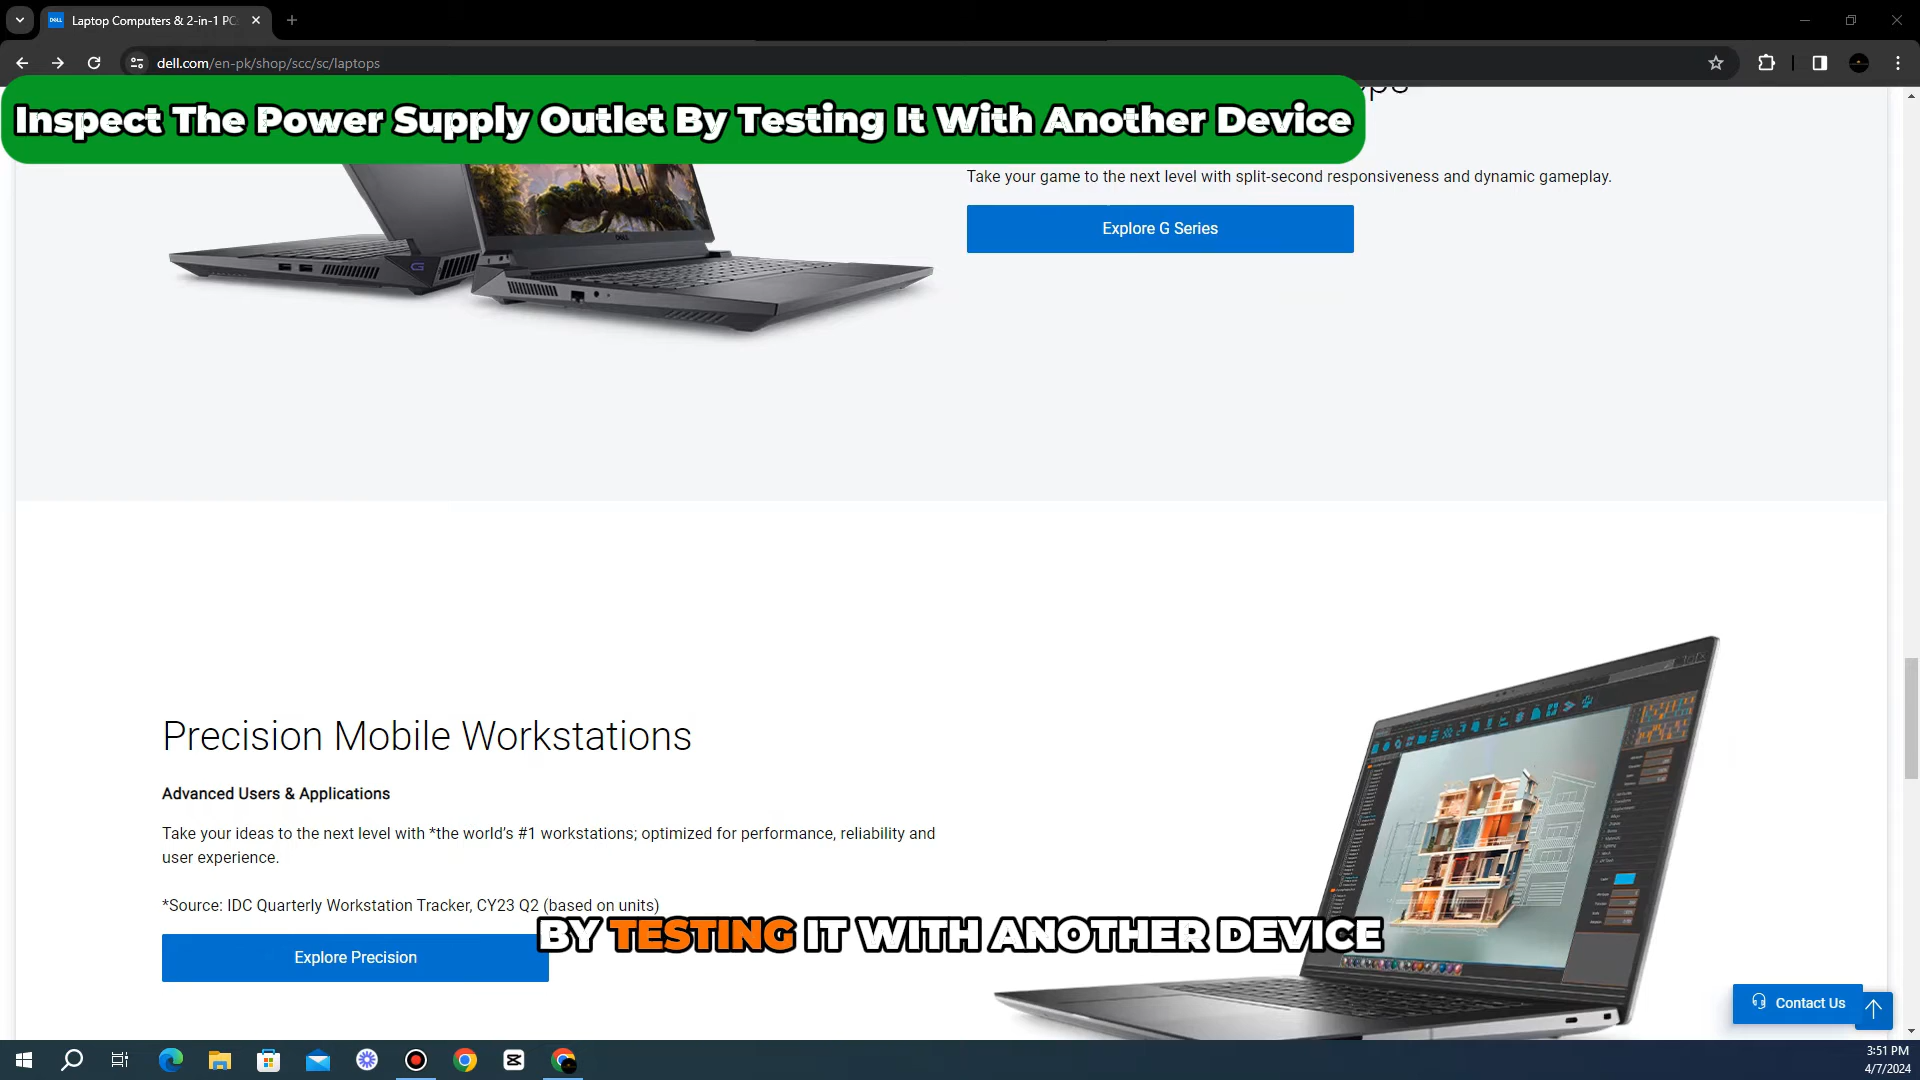 Laptop Computers & 2-in-1 PC
dell.com/en-pk/shop/scc/sc/laptops
Inspect The Power Supply Outlet By Testing It With Another Device
Take your game to the next level with split-second responsiveness and dynamic gameplay.
Explore G Series
Precision Mobile Workstations
Advanced Users & Applications
Take your ideas to the next level with *the world’s #1 workstations; optimized for performance, reliability and
user experience.
*Source: IDC Quarterly Workstation Tracker, CY23 Q2 (based on units)
BY TESTING IT WITH ANOTHER DEVICE
Explore Precision
Contact Us
3:51 PM
4/7/2024